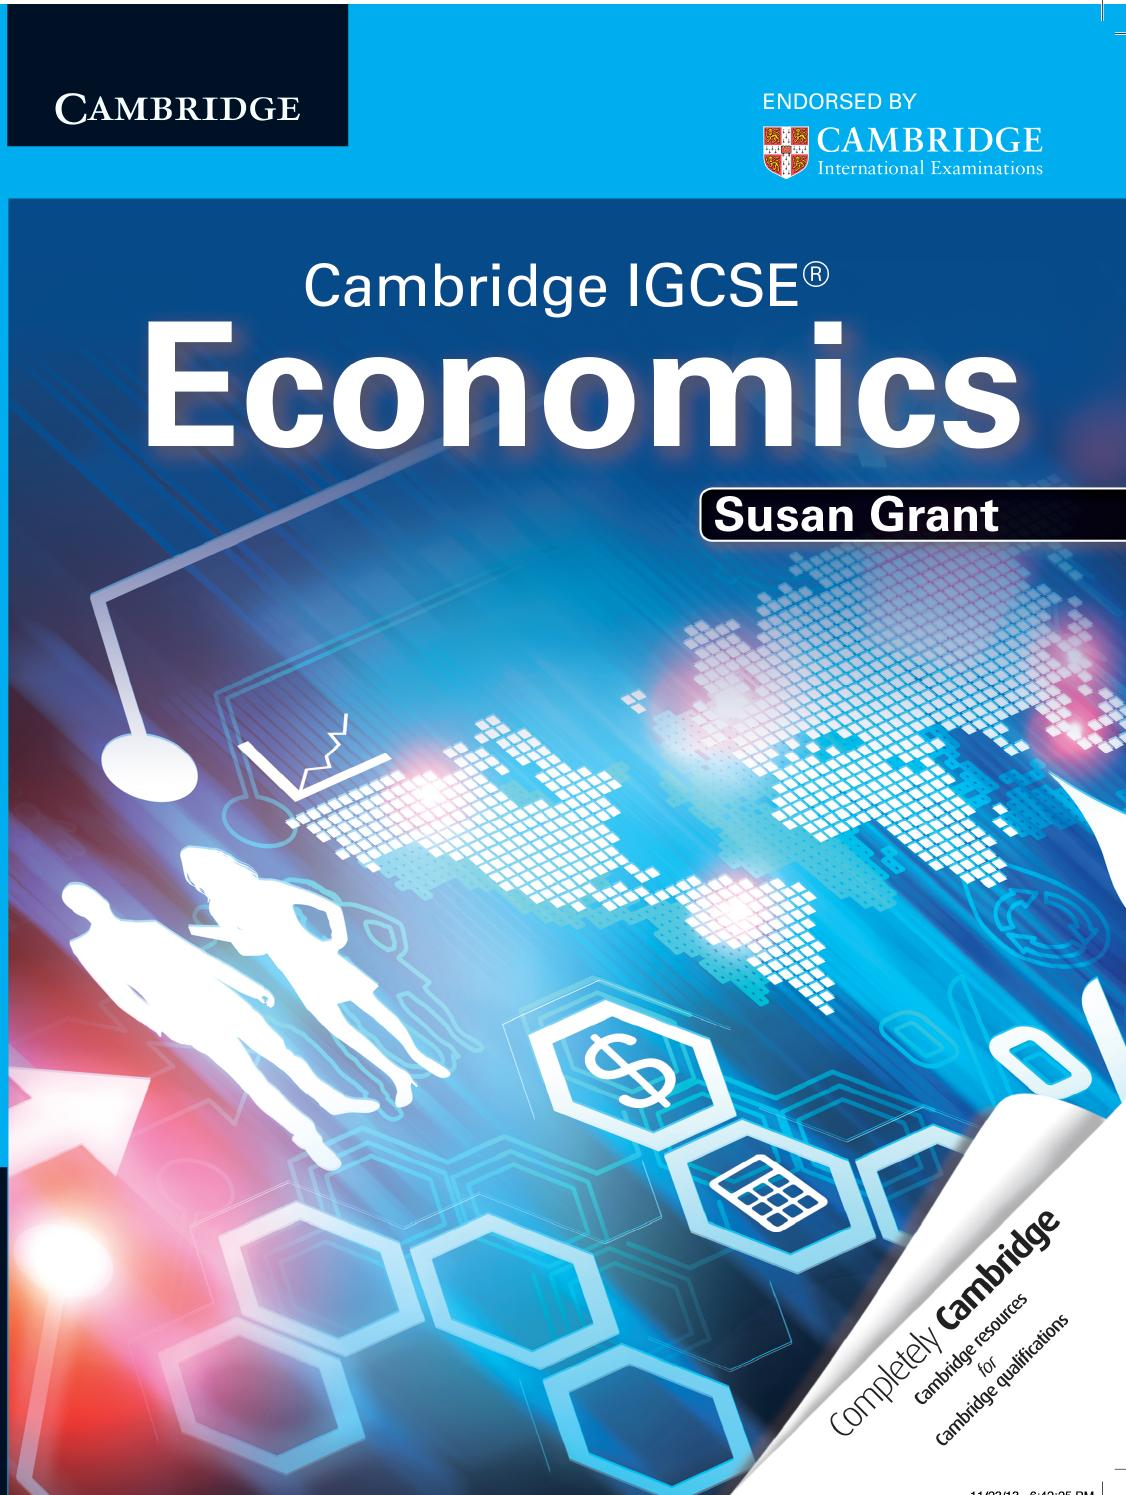 CAMBRIDGE
ENDORSED BY
CAMBRIDGE
International Examinations
Cambridge IGCSE®
Economics
Susan Grant
Completely Cambridge
Cambridge resources
for
Cambridge qualifications